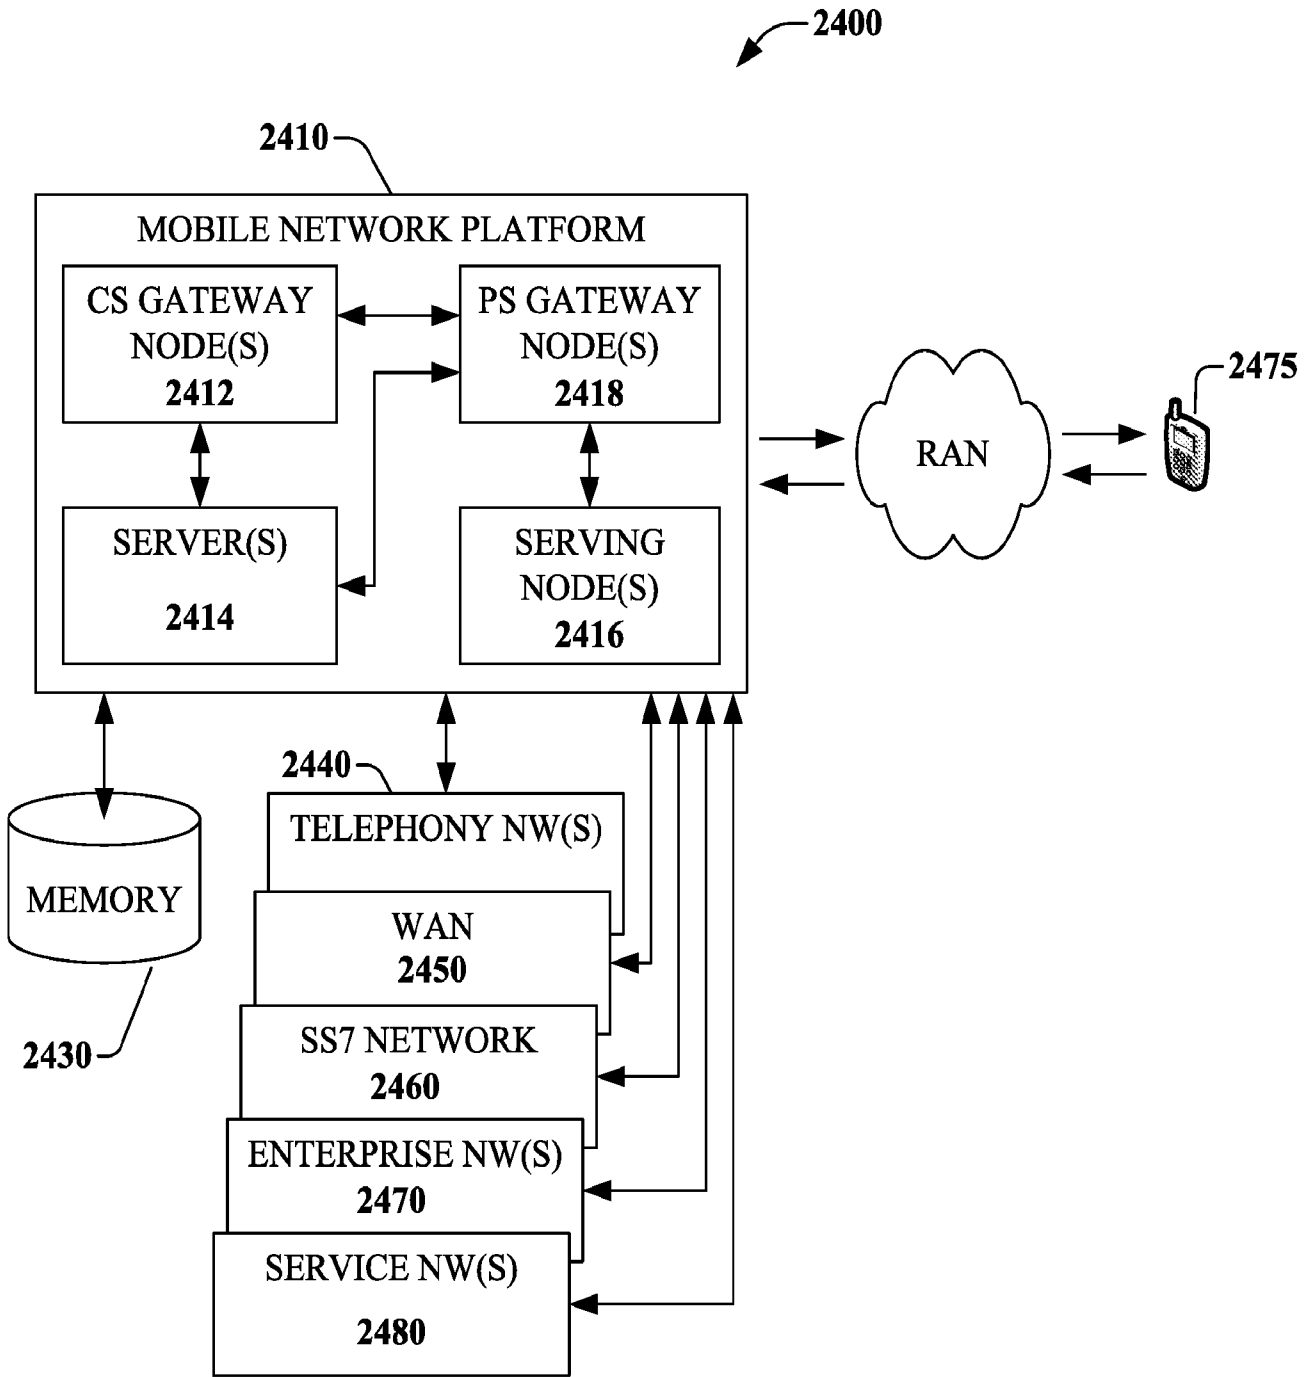 2400
2410
MOBILE NETWORK PLATFORM
CS GATEWAY
NODE(S)
2412
PS GATEWAY
NODE(S)
2418
SERVER(S)
2414
SERVING
NODE(S)
2416
RAN
2475
2440
TELEPHONY NW(S)
MEMORY
2430
WAN
2450
SS7 NETWORK
2460
ENTERPRISE NW(S)
2470
SERVICE NW(S)
2480